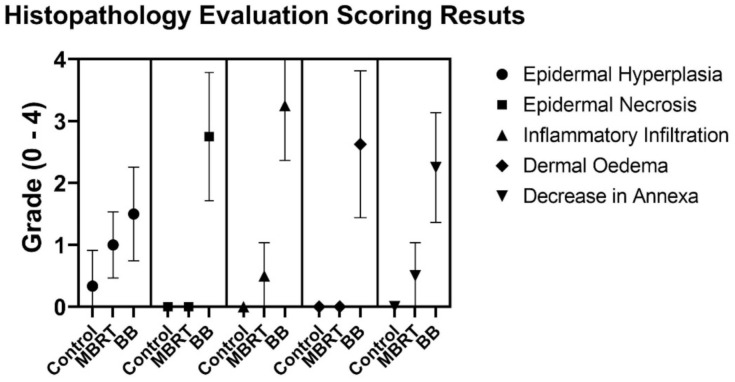 Histopathology Evaluation Scoring Resuts
Grade (0 - 4)
4
3
2
1
0
Control
MBRT
BB
Control
MBRT
BB
Control
MBRT
BB
Control
MBRT
BB
Control
MBRT
BB
Epidermal Hyperplasia
Epidermal Necrosis
Inflammatory Infiltration
Dermal Oedema
Decrease in Annexa